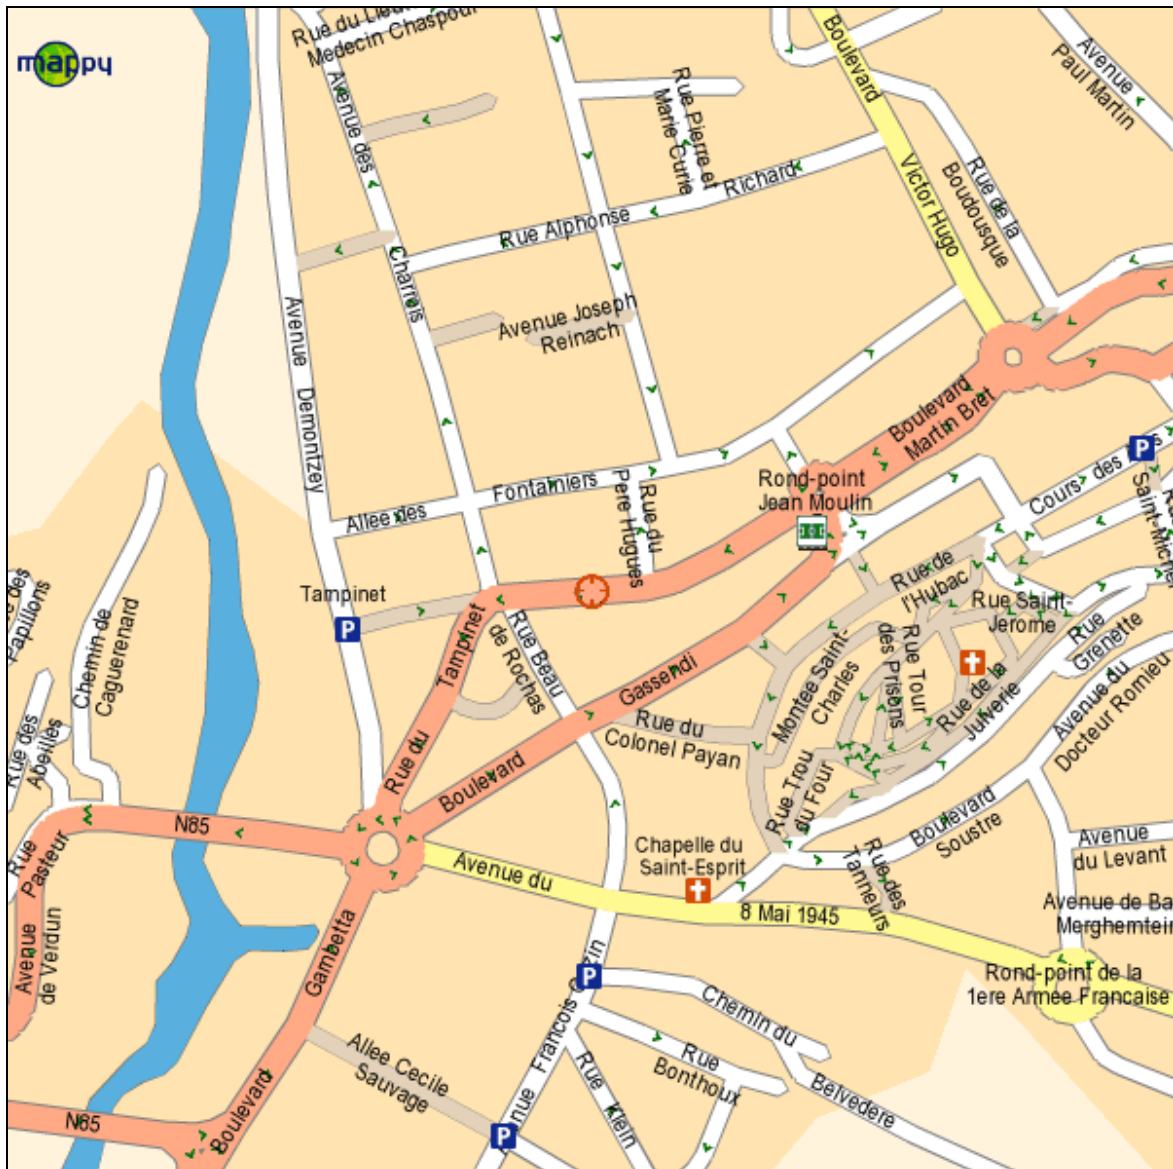 mappy
Rue du Lieu
Medecin Chaspoul
Avenue des
Charrois
Rue Pierre et
Marie Curie
Boulevard
Victor Hugo
Avenue
Paul Martin
Rue de la
Boudousque
Rue Alphonse
Richard
Avenue Joseph
Reinach
Avenue
Demontzey
Boulevard
Martin Bret
Rond-point
Jean Moulin
Cours des
P
Saint-Michel
Allee des
Fontainiers
Rue du
Pere Hugues
Tampinet
P
Rue du
Tampinet
Rue Beau
de Rochas
Boulevard
Gassendi
Rue de
l'Hubac
Rue Saint-
Jerome
Rue
Grenette
Montee Saint-
Charles
Rue Tour
des Prisons
Rue de la
Juiverie
Avenue du
Docteur Romieu
Rue du
Colonel Payan
Rue Trou
du Four
Papillons
Chemin de
Caguerenard
Rue des
Abeilles
Rue
Pasteur
N85
Avenue
de Verdun
Chapelle du
Saint-Esprit
Boulevard
Soustre
Rue des
Tanneurs
Avenue
du Levant
Avenue de Ba
Merghemtein
Avenue du
8 Mai 1945
Rond-point de la
1ere Armee Francaise
Boulevard
Gambetta
P
Francois
Chemin du
Belvedere
Rue
Bonthoux
Rue
Klein
Allee Cecile
Sauvage
P
N85